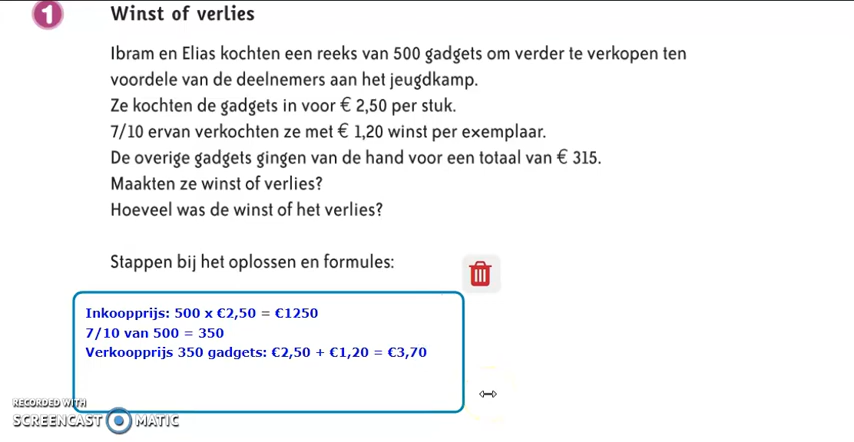 1 Winst of verlies
Ibram en Elias kochten een reeks van 500 gadgets om verder te verkopen ten
voordele van de deelnemers aan het jeugdkamp.
Ze kochten de gadgets in voor € 2,50 per stuk.
7/10 ervan verkochten ze met € 1,20 winst per exemplaar.
De overige gadgets gingen van de hand voor een totaal van € 315.
Maakten ze winst of verlies?
Hoeveel was de winst of het verlies?
Stappen bij het oplossen en formules:
Inkoopprijs: 500 x €2,50 = €1250
7/10 van 500 = 350
Verkoopprijs 350 gadgets: €2,50 + €1,20 = €3,70
RECORDED WITH
SCREENCAST MATIC